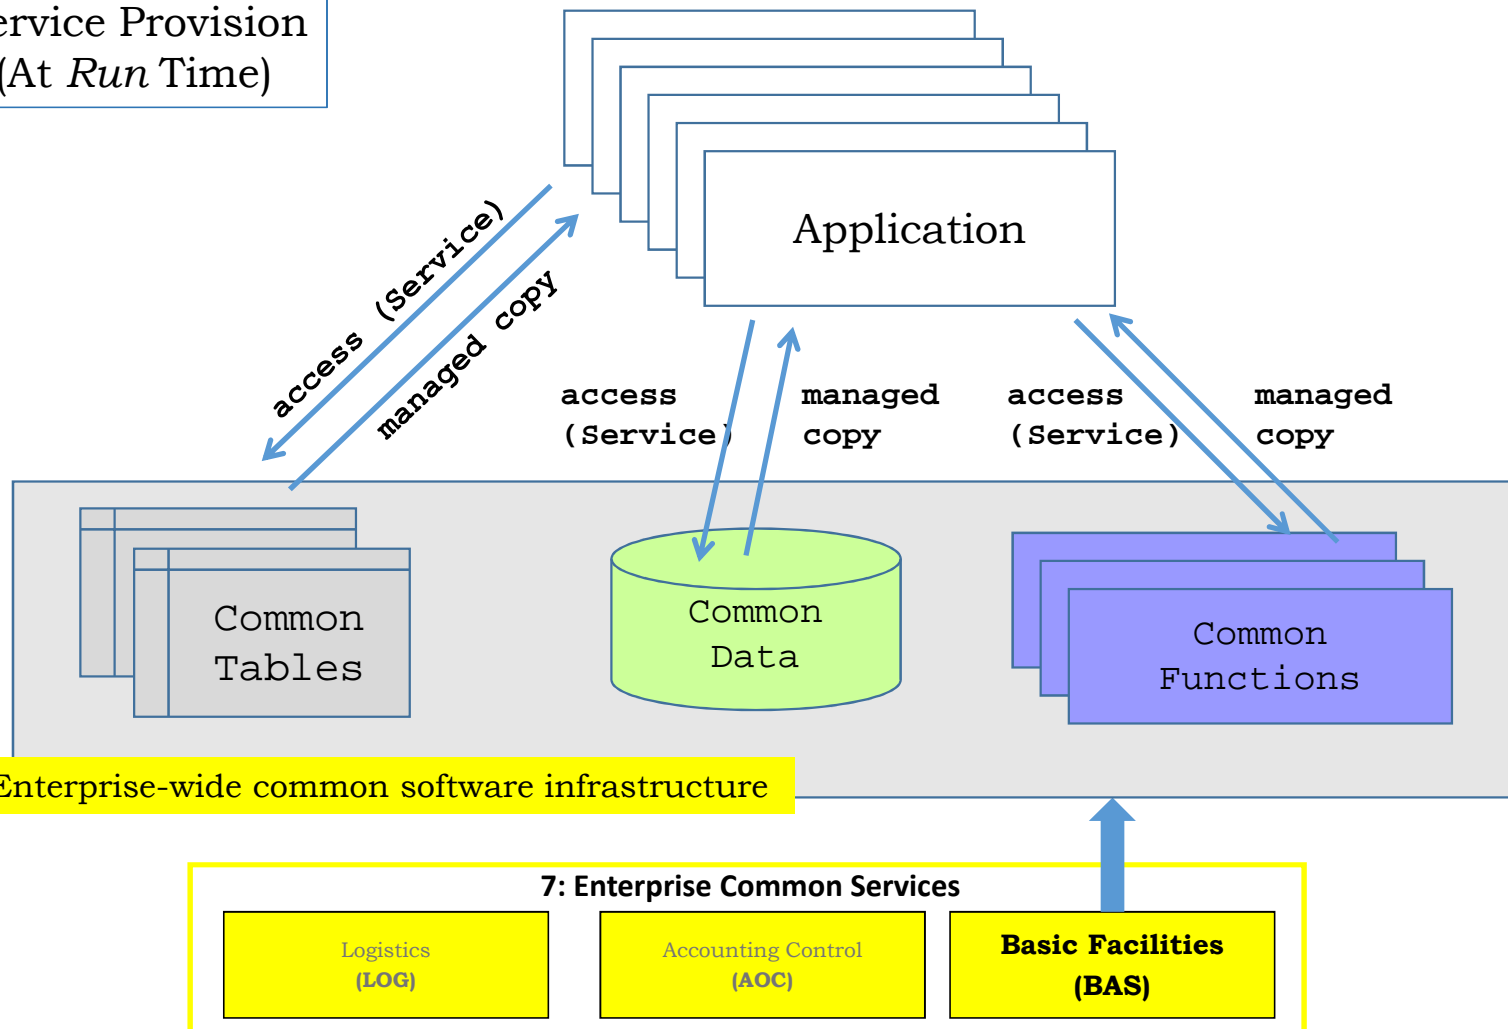 ervice Provision
(At Run Time)
Application
access (Service)
managed copy
access
(Service)
managed
copy
access
(Service)
managed
copy
Common
Tables
Common
Data
Common
Functions
Enterprise-wide common software infrastructure
7: Enterprise Common Services
Logistics
(LOG)
Accounting Control
(AOC)
Basic Facilities
(BAS)